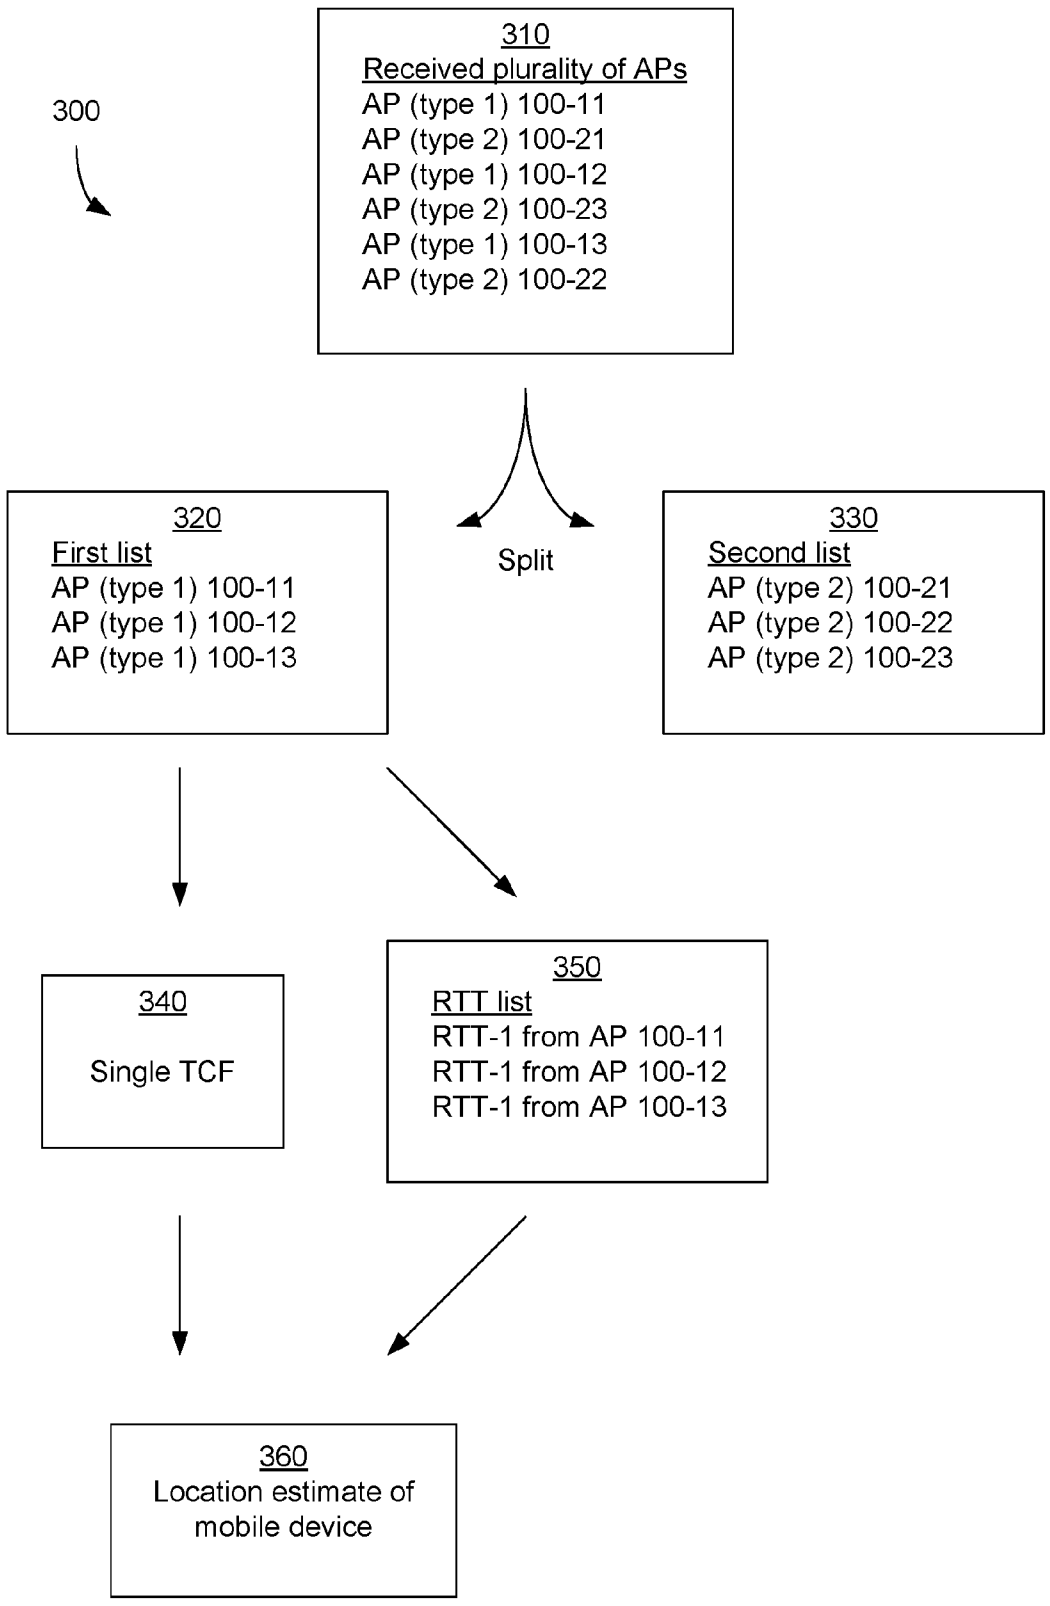 310
Received plurality of APs
AP (type 1) 100-11
AP (type 2) 100-21
AP (type 1) 100-12
AP (type 2) 100-23
AP (type 1) 100-13
AP (type 2) 100-22
300
Split
320
First list
AP (type 1) 100-11
AP (type 1) 100-12
AP (type 1) 100-13
330
Second list
AP (type 2) 100-21
AP (type 2) 100-22
AP (type 2) 100-23
340
Single TCF
350
RTT list
RTT-1 from AP 100-11
RTT-1 from AP 100-12
RTT-1 from AP 100-13
360
Location estimate of
mobile device